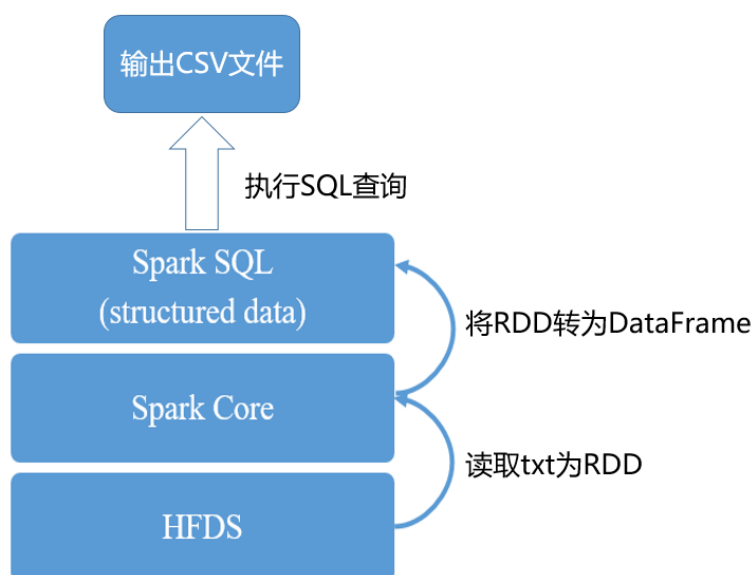 输出CSV文件
执行SQL查询
Spark SQL
(structured data)
将RDD转为DataFrame
Spark Core
读取txt为RDD
HFDS